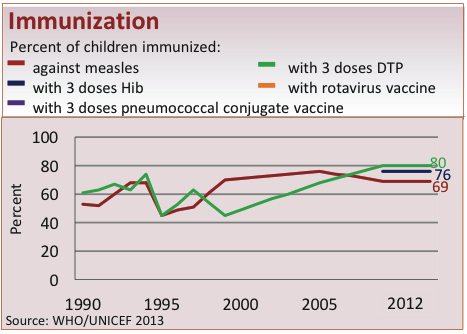 Immunization
Percent of children immunized:
against measles
with 3 doses DTP
with 3 doses Hib
with rotavirus vaccine
with 3 doses pneumococcal conjugate vaccine
100
80
60
40
20
0
Percent
80
76
69
1990 1995 2000 2005 2012
Source: WHO/UNICEF 2013